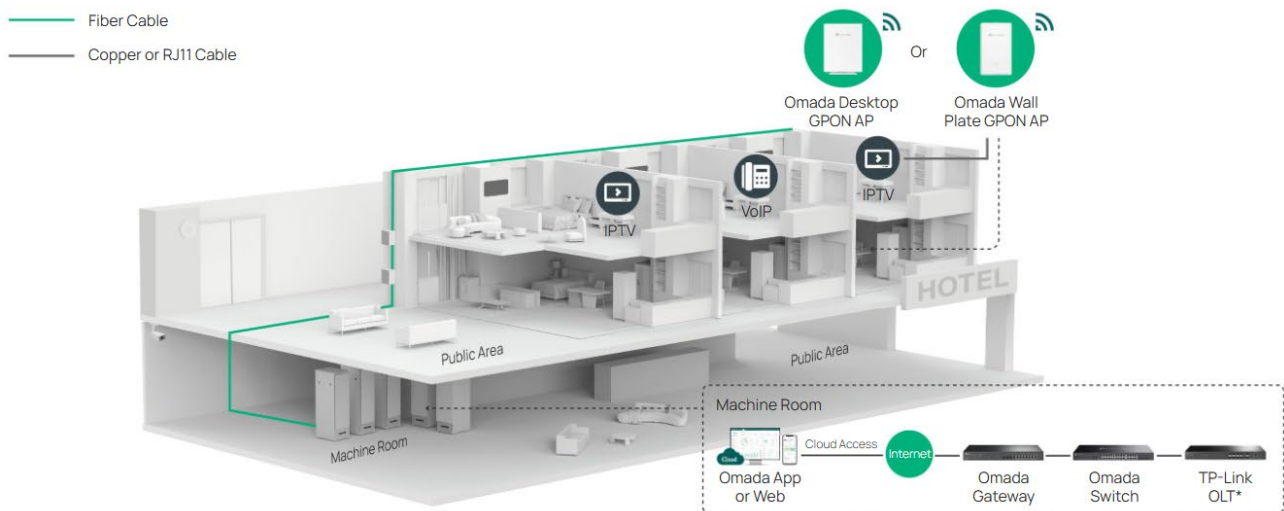 Fiber Cable
Copper or RJ11 Cable
Or
Omada Desktop
GPON AP
Omada Wall
Plate GPON AP
IPTV
VoIP
IPTV
HOTEL
Public Area
Public Area
Machine Room
Machine Room
Cloud
Cloud Access
Internet
Omada App
or Web
Omada
Gateway
Omada
Switch
TP-Link
OLT*